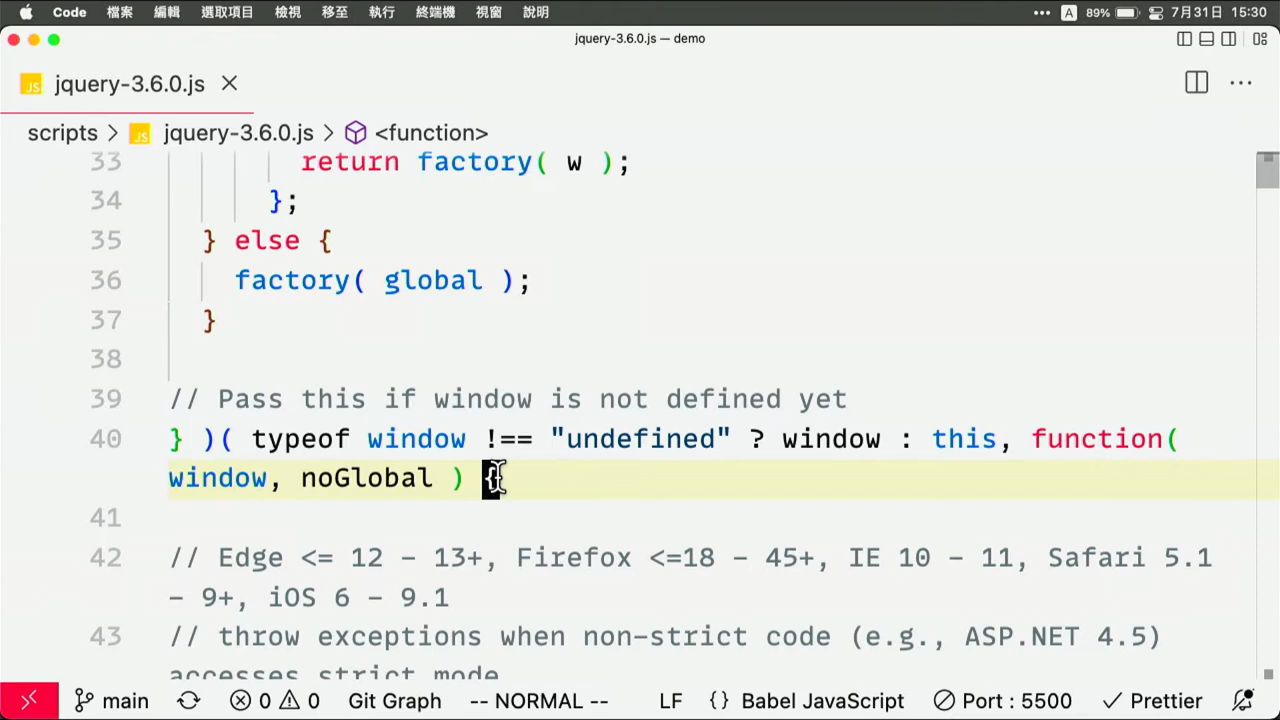 Code 檔案 編輯 選取項目 檢視 移至 執行 終端機 視窗 說明 ••• A 89% 7月31日 15:30
jquery-3.6.0.js — demo
JS jquery-3.6.0.js
scripts > JS jquery-3.6.0.js > <function>
33 return factory( w );
34 };
35 } else {
36 factory( global );
37 }
38
39 // Pass this if window is not defined yet
40 } )( typeof window !== "undefined" ? window : this, function(
window, noGlobal ) {
41
42 // Edge <= 12 - 13+, Firefox <=18 - 45+, IE 10 - 11, Safari 5.1
- 9+, iOS 6 - 9.1
43 // throw exceptions when non-strict code (e.g., ASP.NET 4.5)
accesses strict mode
main 0 0 Git Graph -- NORMAL -- LF {} Babel JavaScript Port : 5500 Prettier